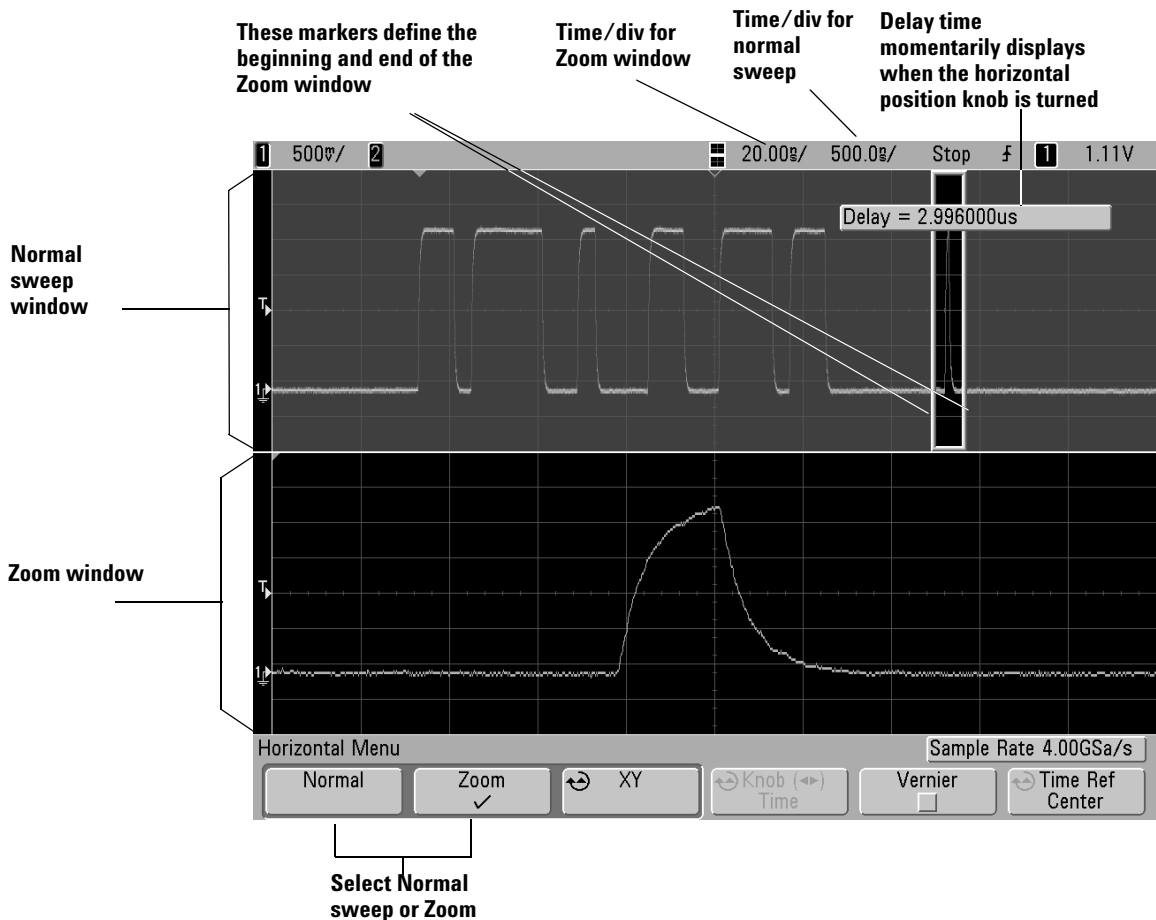 These markers define the
beginning and end of the
Zoom window
Time/div for
Zoom window
Time/div for
normal
sweep
Delay time
momentarily displays
when the horizontal
position knob is turned
1 500mV/ 2 20.00ns/ 500.0ns/ Stop 1 1.11V
Delay = 2.996000us
Normal
sweep
window
T
1
Zoom window
T
1
Horizontal Menu
Sample Rate 4.00GSa/s
Normal
Zoom
XY
Knob (◄►)
Time
Vernier
Time Ref
Center
Select Normal
sweep or Zoom